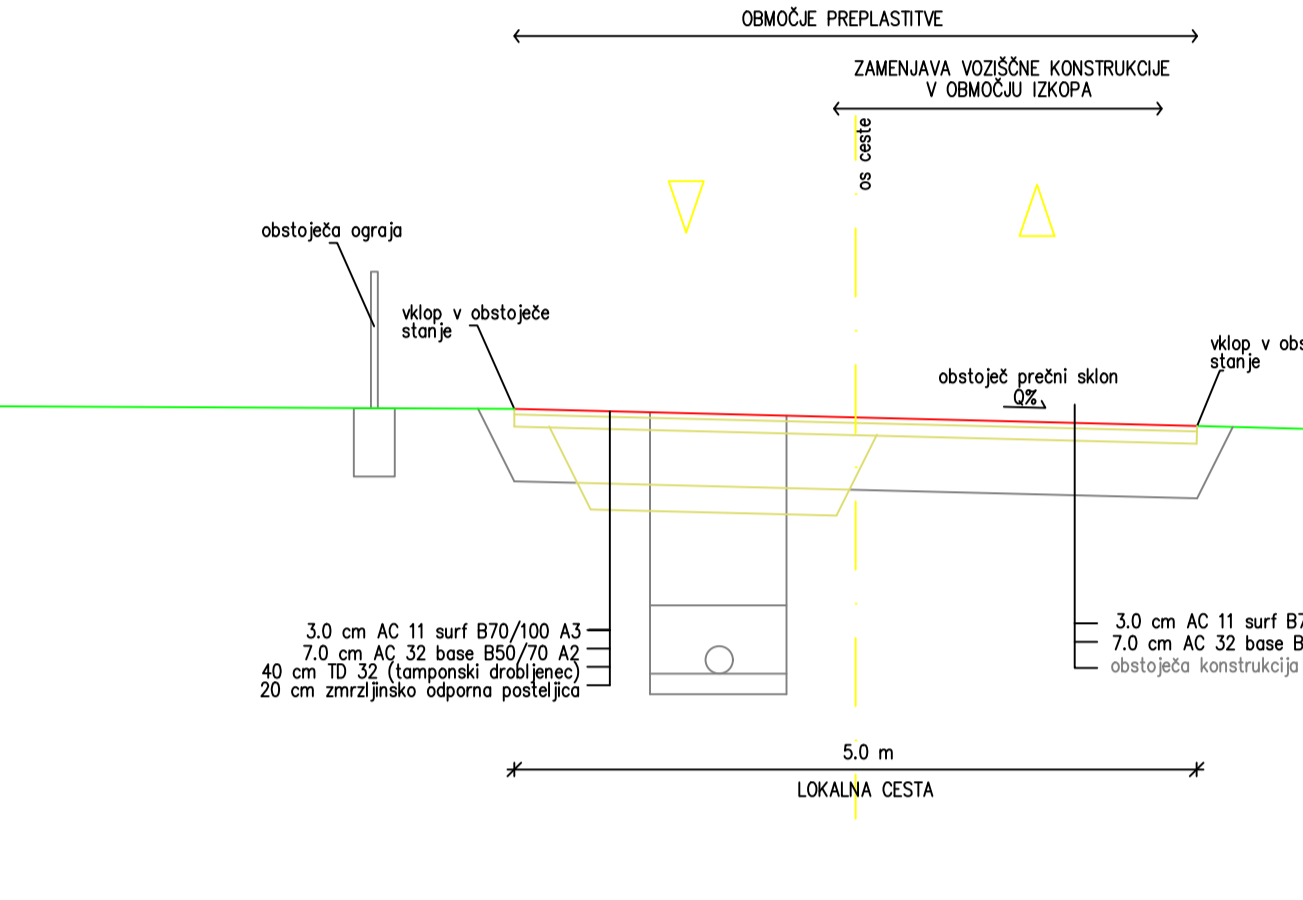 OBMOČJE PREPLASTITVE
ZAMENJAVA VOZIŠČNE KONSTRUKCIJE
V OBMOČJU IZKOPA
os ceste
obstoječa ograja
vklop v obstoječe
stanje
vklop v obs
stanje
obstoječ prečni sklon
Q%
3.0 cm AC 11 surf B70/100 A3
7.0 cm AC 32 base B50/70 A2
40 cm TD 32 (tamponski drobljenec)
20 cm zmrzljinsko odporna posteljica
3.0 cm AC 11 surf B7
7.0 cm AC 32 base B
obstoječa konstrukcija
5.0 m
LOKALNA CESTA